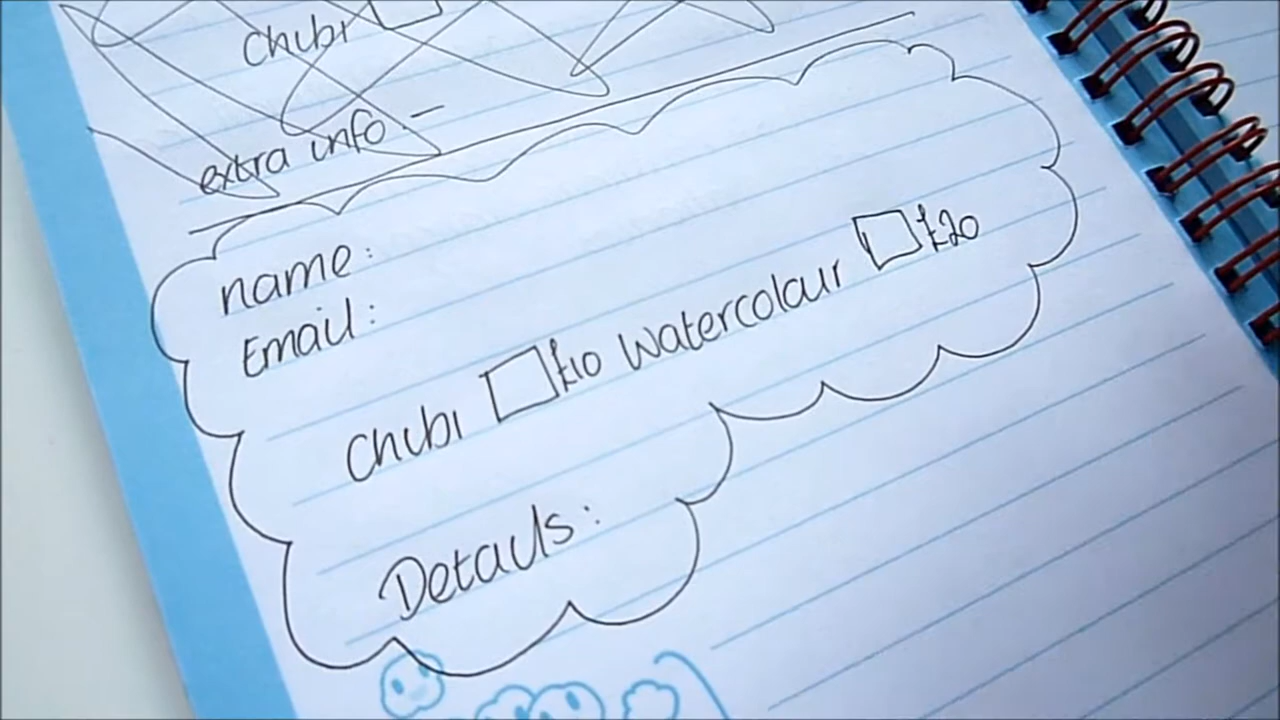 Chibi
extra info -
name:
Email:
Chibi £10 Watercolour £20
Details: